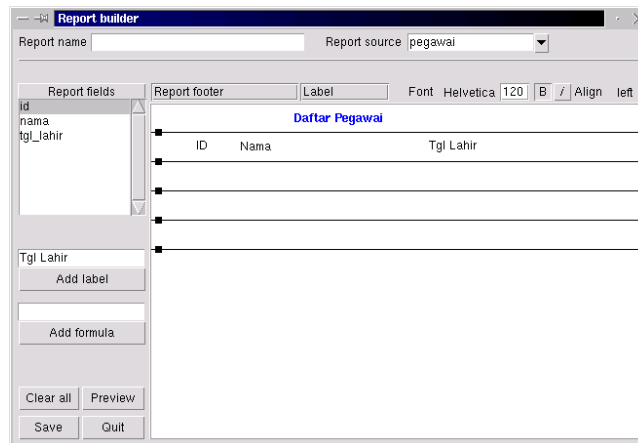 Report builder
Report name Report source pegawai
Report fields Report footer Label Font Helvetica 120 B i Align left
id
nama
tgl_lahir
Daftar Pegawai
ID Nama Tgl Lahir
Tgl Lahir
Add label
Add formula
Clear all Preview
Save Quit